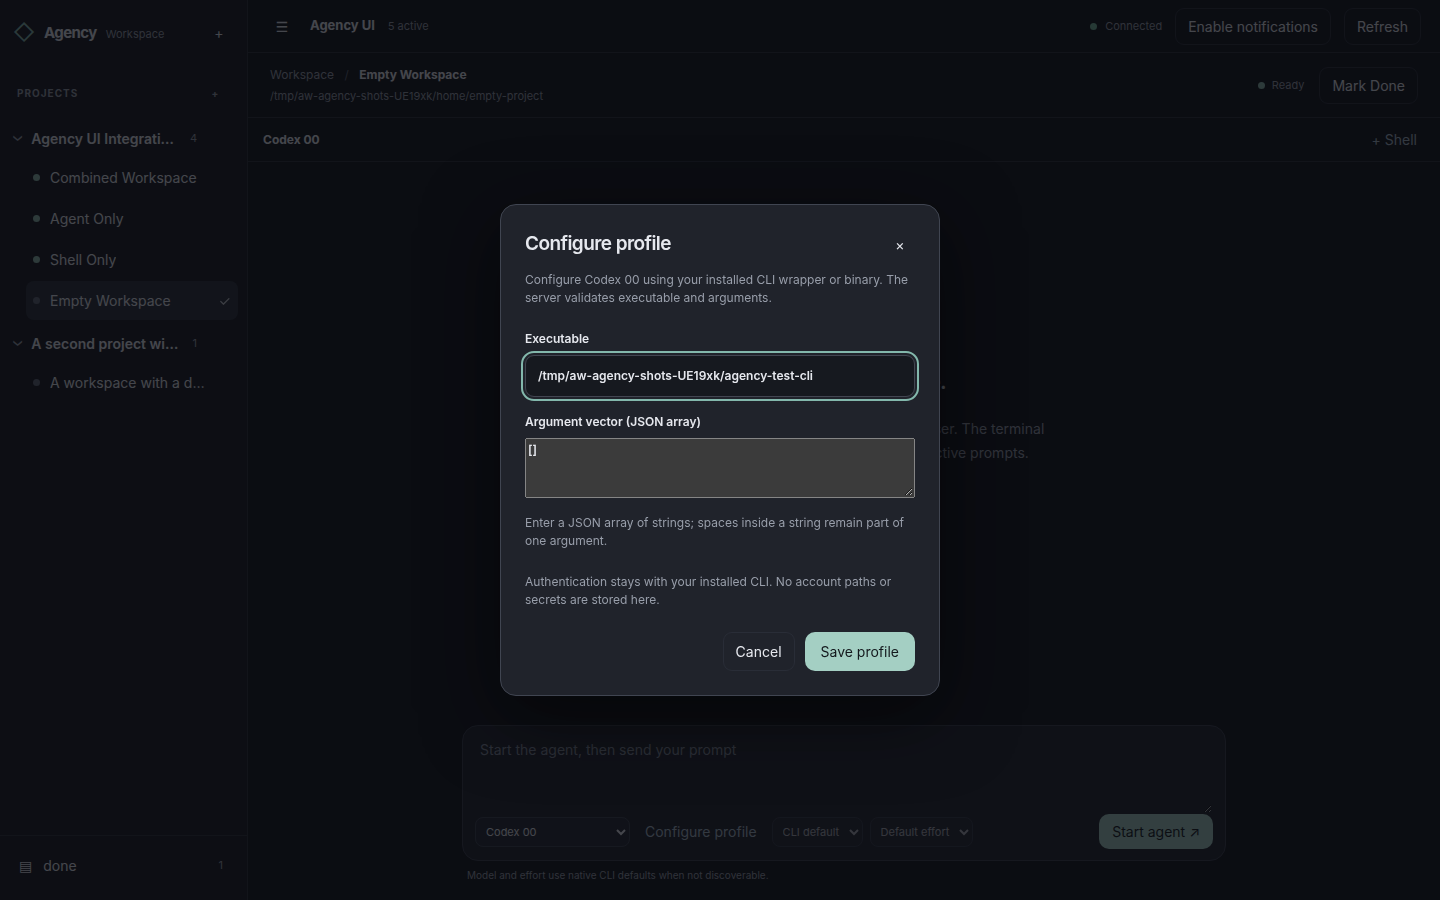 Agency Workspace +
☰ Agency UI 5 active
Connected Enable notifications Refresh
Workspace / Empty Workspace
/tmp/aw-agency-shots-UE19xk/home/empty-project
Ready Mark Done
PROJECTS +
Agency UI Integrati... 4
Combined Workspace
Agent Only
Shell Only
Empty Workspace ✓
A second project wi... 1
A workspace with a d...
done 1
Codex 00
+ Shell
Configure profile ×
Configure Codex 00 using your installed CLI wrapper or binary. The
server validates executable and arguments.
Executable
/tmp/aw-agency-shots-UE19xk/agency-test-cli
Argument vector (JSON array)
[]
Enter a JSON array of strings; spaces inside a string remain part of
one argument.
Authentication stays with your installed CLI. No account paths or
secrets are stored here.
Cancel Save profile
The terminal
prompts.
Start the agent, then send your prompt
Codex 00 Configure profile CLI default Default effort Start agent ↗
Model and effort use native CLI defaults when not discoverable.